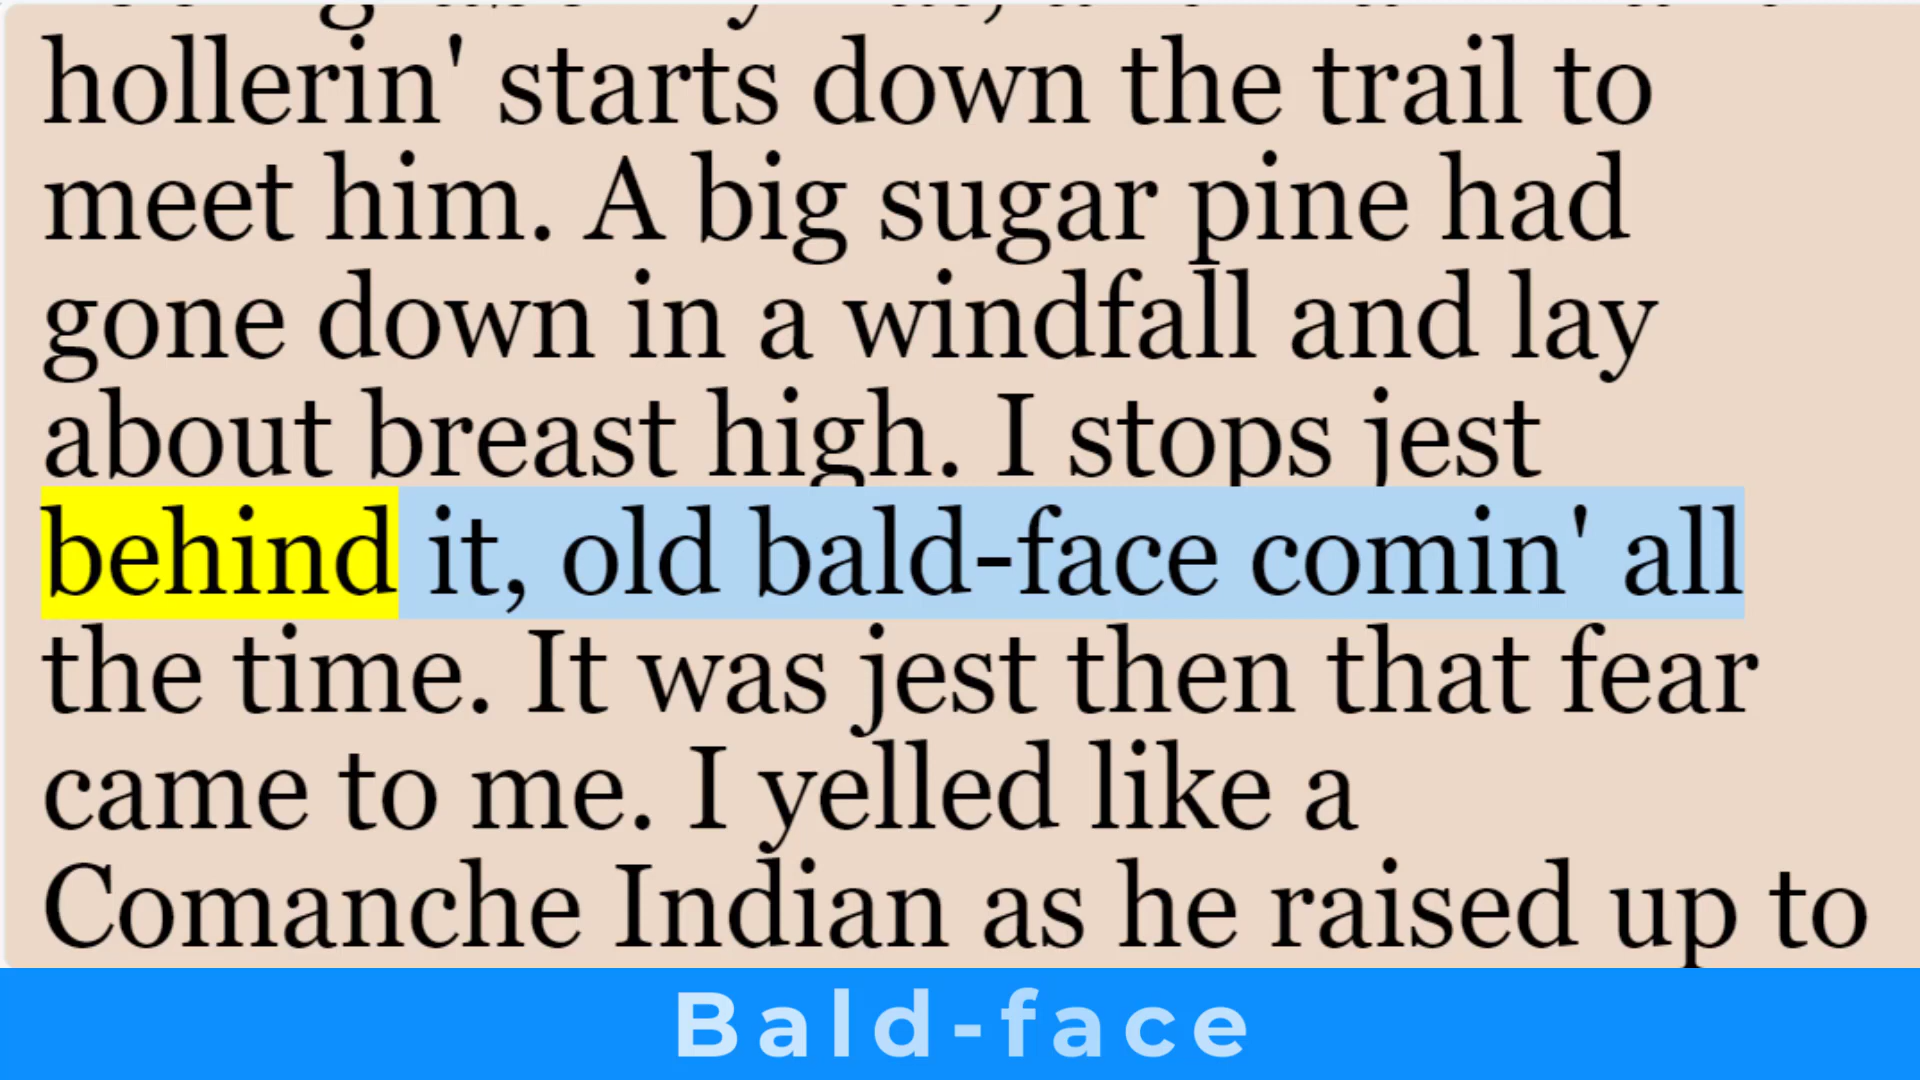 hollerin' starts down the trail to
meet him. A big sugar pine had
gone down in a windfall and lay
about breast high. I stops jest
behind it, old bald-face comin' all
the time. It was jest then that fear
came to me. I yelled like a
Comanche Indian as he raised up to
Bald-face